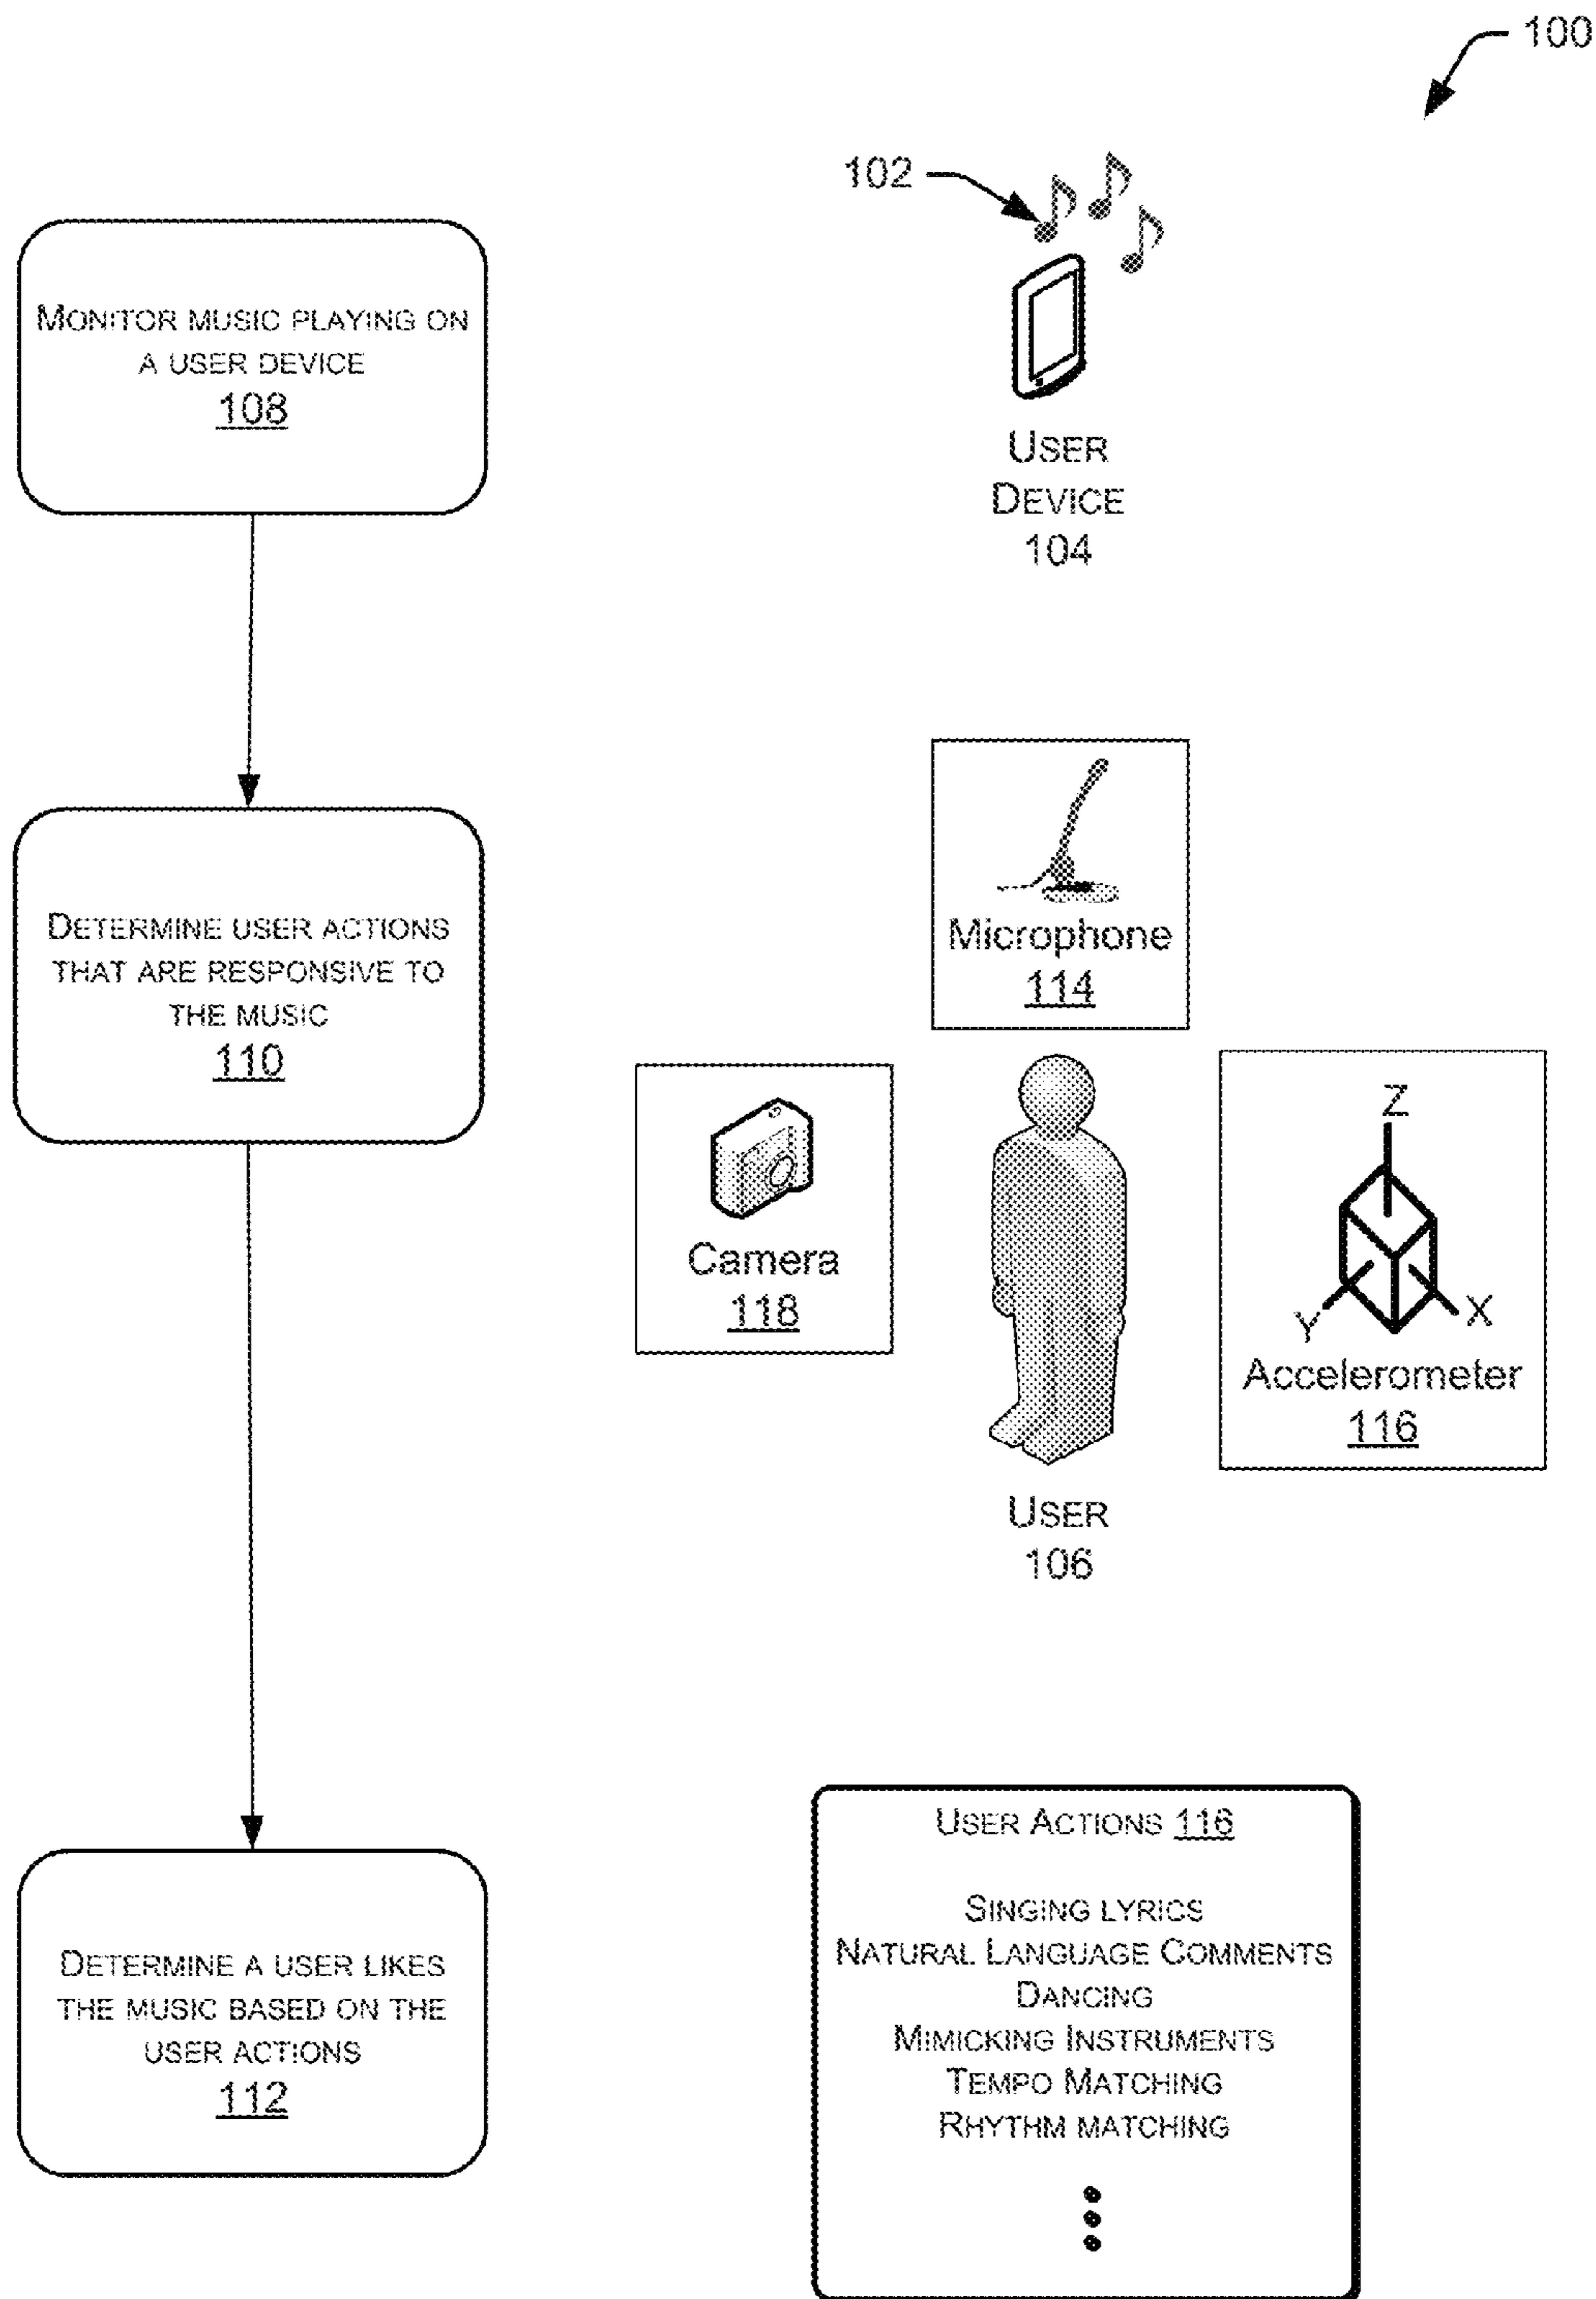 100
102
MONITOR MUSIC PLAYING ON
A USER DEVICE
108
USER
DEVICE
104
DETERMINE USER ACTIONS
THAT ARE RESPONSIVE TO
THE MUSIC
110
Microphone
114
Camera
118
Z
Y
X
Accelerometer
116
USER
106
DETERMINE A USER LIKES
THE MUSIC BASED ON THE
USER ACTIONS
112
USER ACTIONS 116
SINGING LYRICS
NATURAL LANGUAGE COMMENTS
DANCING
MIMICKING INSTRUMENTS
TEMPO MATCHING
RHYTHM MATCHING